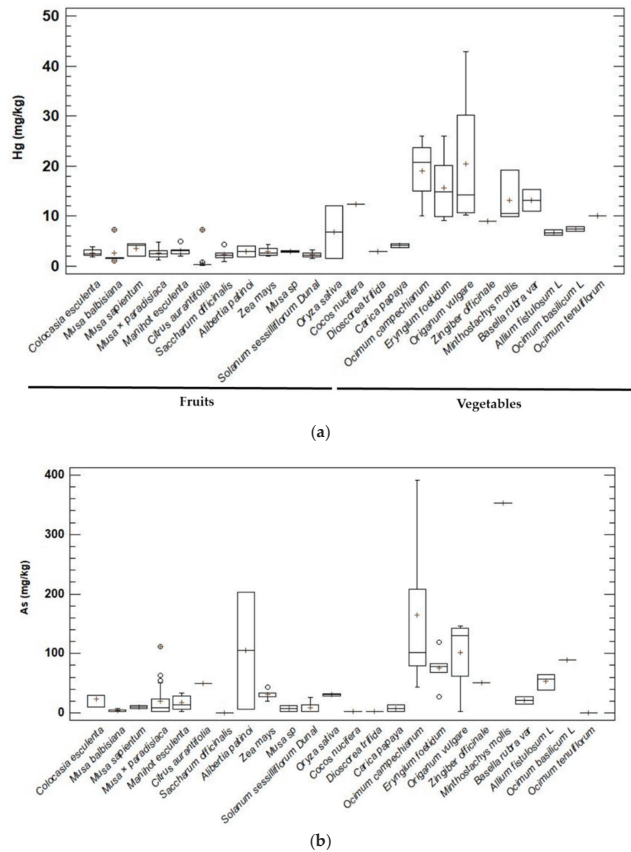 50
40
30
20
10
0
Hg (mg/kg)
Colocasia esculenta
Musa balbisiana
Musa sapientum
Musa × paradisiaca
Manihot esculenta
Citrus aurantifolia
Saccharum officinalis
Alibertia patinoi
Zea mays
Musa sp
Solanum sessiliflorum Dunal
Oryza sativa
Cocos nucifera
Dioscorea trifida
Carica papaya
Ocimum campechianum
Eryngium foetidum
Origanum vulgare
Zingiber officinale
Minthostachys mollis
Basella rubra var
Allium fistulosum L
Ocimum basilicum L
Ocimum tenuiflorum
Fruits
Vegetables
(a)
400
300
200
100
0
As (mg/kg)
Colocasia esculenta
Musa balbisiana
Musa sapientum
Musa × paradisiaca
Manihot esculenta
Citrus aurantifolia
Saccharum officinalis
Alibertia patinoi
Zea mays
Musa sp
Solanum sessiliflorum Dunal
Oryza sativa
Cocos nucifera
Dioscorea trifida
Carica papaya
Ocimum campechianum
Eryngium foetidum
Origanum vulgare
Zingiber officinale
Minthostachys mollis
Basella rubra var
Allium fistulosum L
Ocimum basilicum L
Ocimum tenuiflorum
(b)